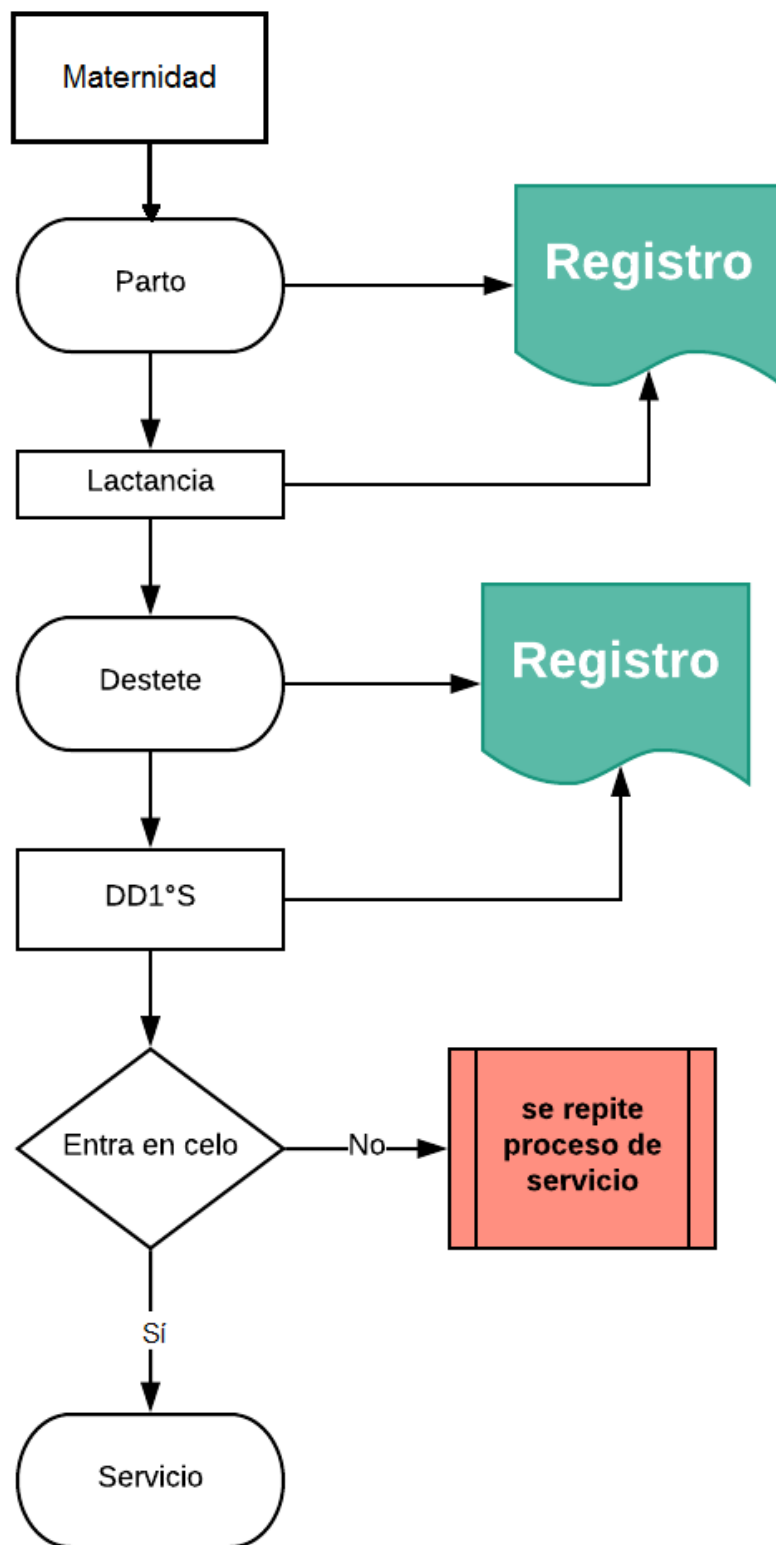 Maternidad
Parto
Registro
Lactancia
Destete
Registro
DD1°S
Entra en celo
No
se repite
proceso de
servicio
Sí
Servicio